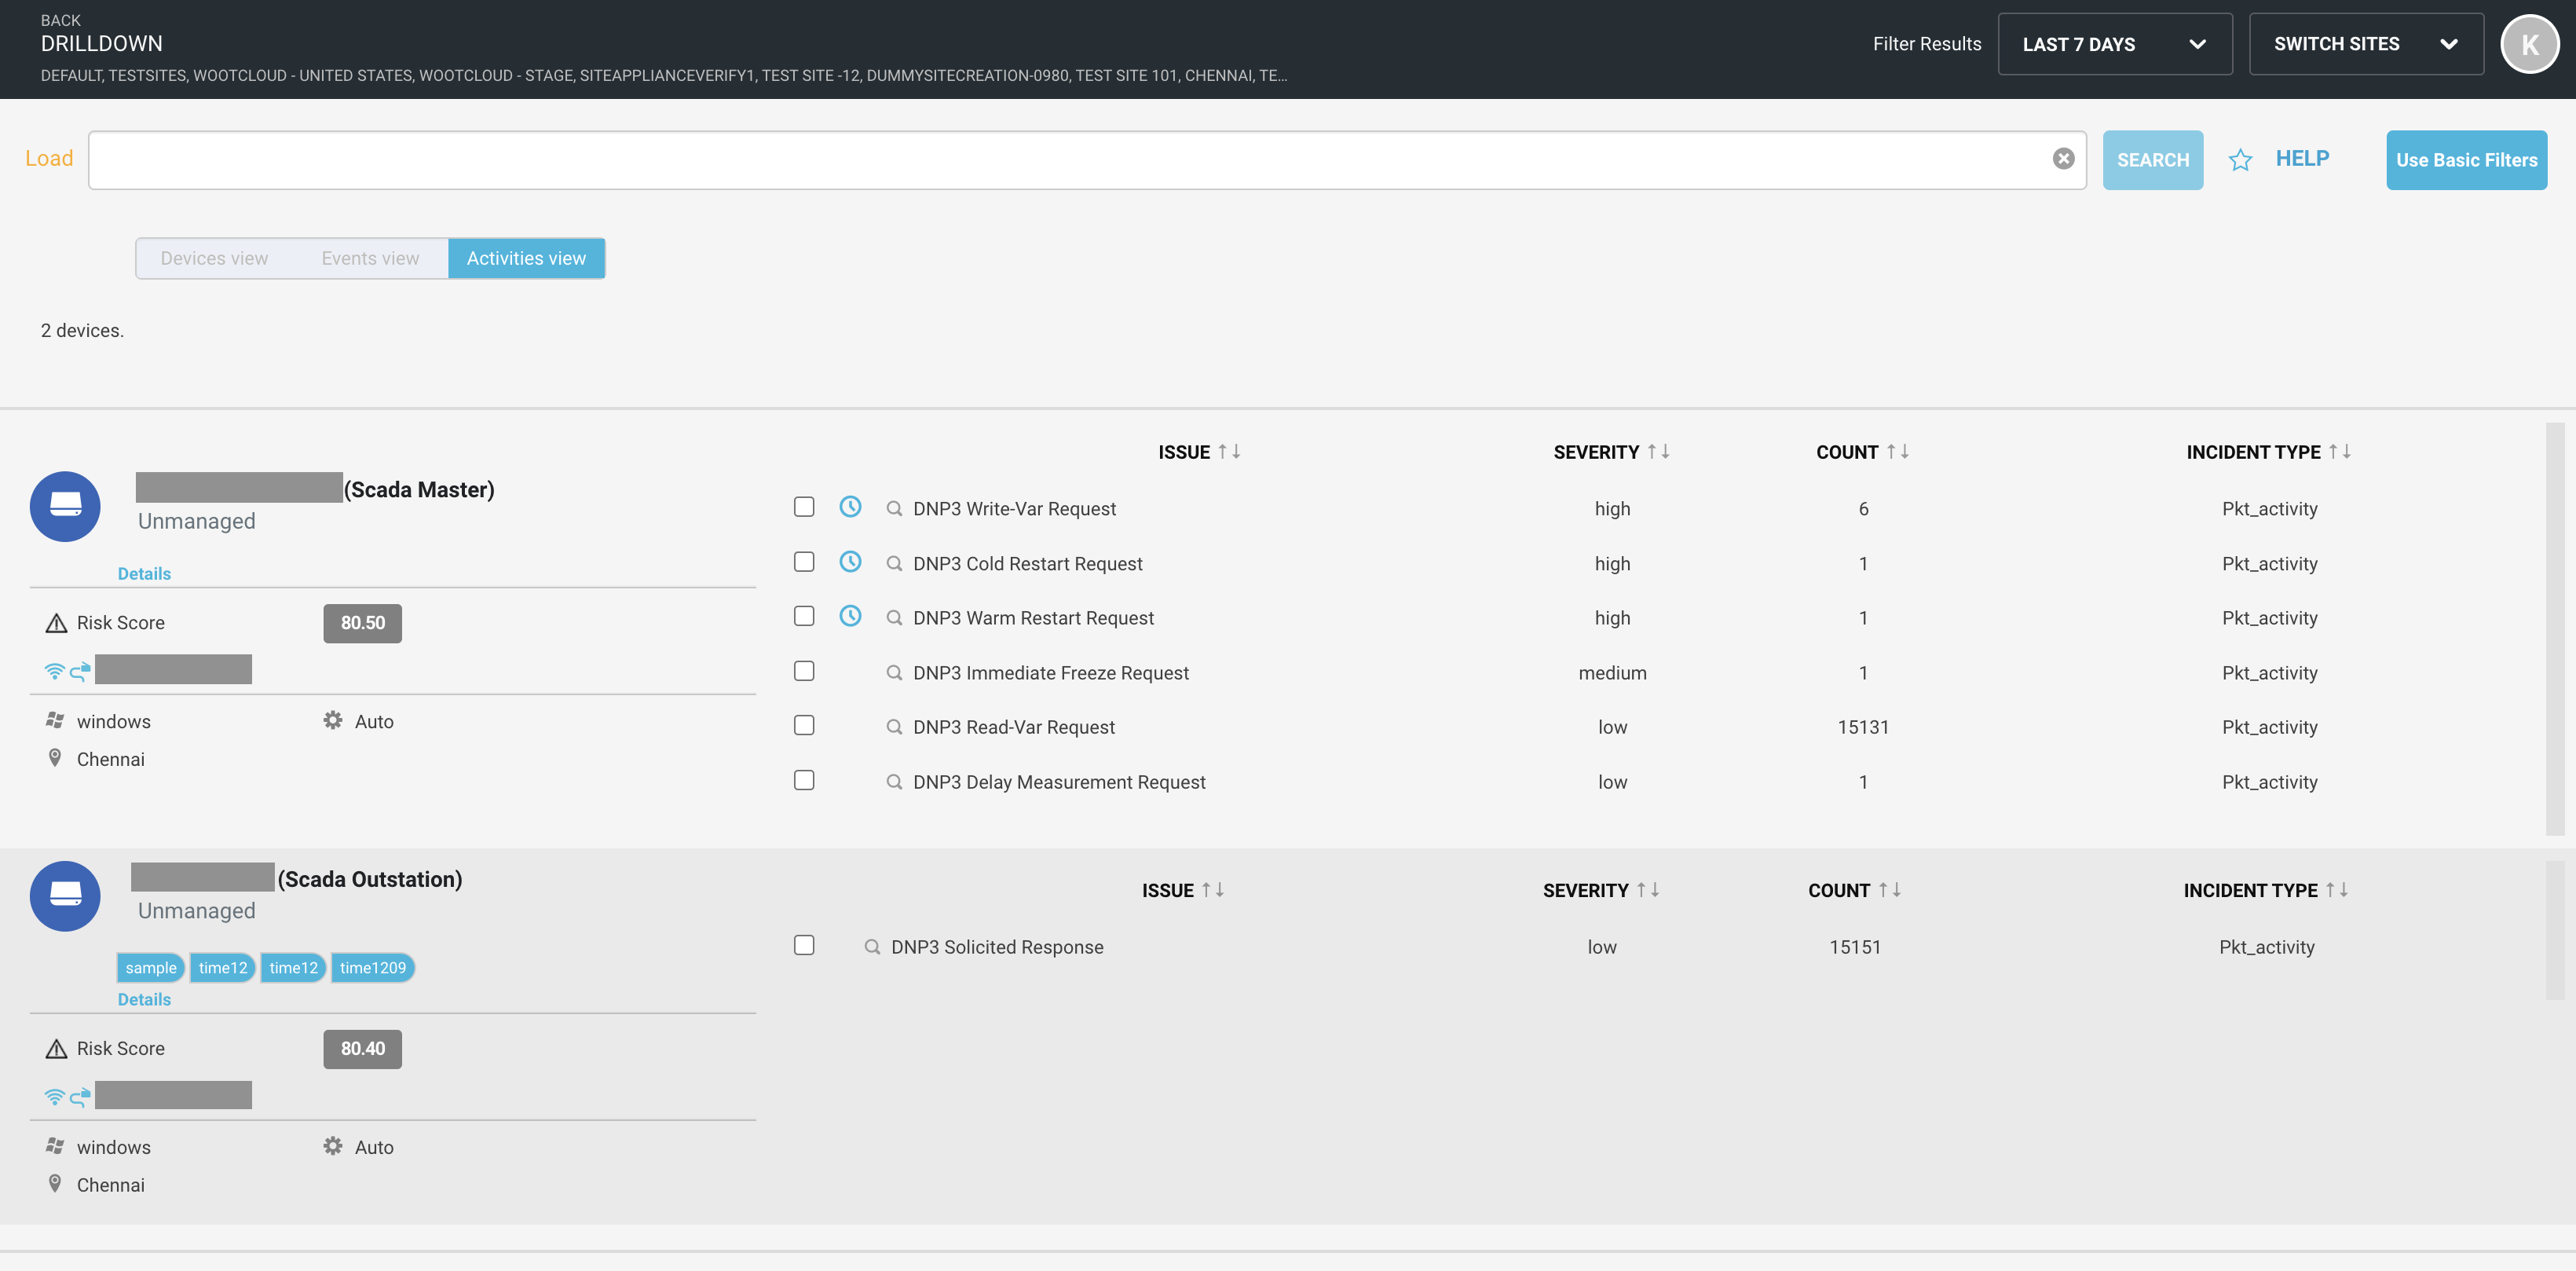 BACK
DRILLDOWN
DEFAULT, TESTSITES, WOOTCLOUD - UNITED STATES, WOOTCLOUD - STAGE, SITEAPPLIANCEVERIFY1, TEST SITE -12, DUMMYSITECREATION-0980, TEST SITE 101, CHENNAI, TE...
Filter Results LAST 7 DAYS SWITCH SITES K
Load SEARCH HELP Use Basic Filters
Devices view Events view Activities view
2 devices.
ISSUE SEVERITY COUNT INCIDENT TYPE
(Scada Master)
Unmanaged
Details
Risk Score 80.50
windows Auto
Chennai
DNP3 Write-Var Request high 6 Pkt_activity
DNP3 Cold Restart Request high 1 Pkt_activity
DNP3 Warm Restart Request high 1 Pkt_activity
DNP3 Immediate Freeze Request medium 1 Pkt_activity
DNP3 Read-Var Request low 15131 Pkt_activity
DNP3 Delay Measurement Request low 1 Pkt_activity
(Scada Outstation)
Unmanaged
sample time12 time12 time1209
Details
Risk Score 80.40
windows Auto
Chennai
ISSUE SEVERITY COUNT INCIDENT TYPE
DNP3 Solicited Response low 15151 Pkt_activity